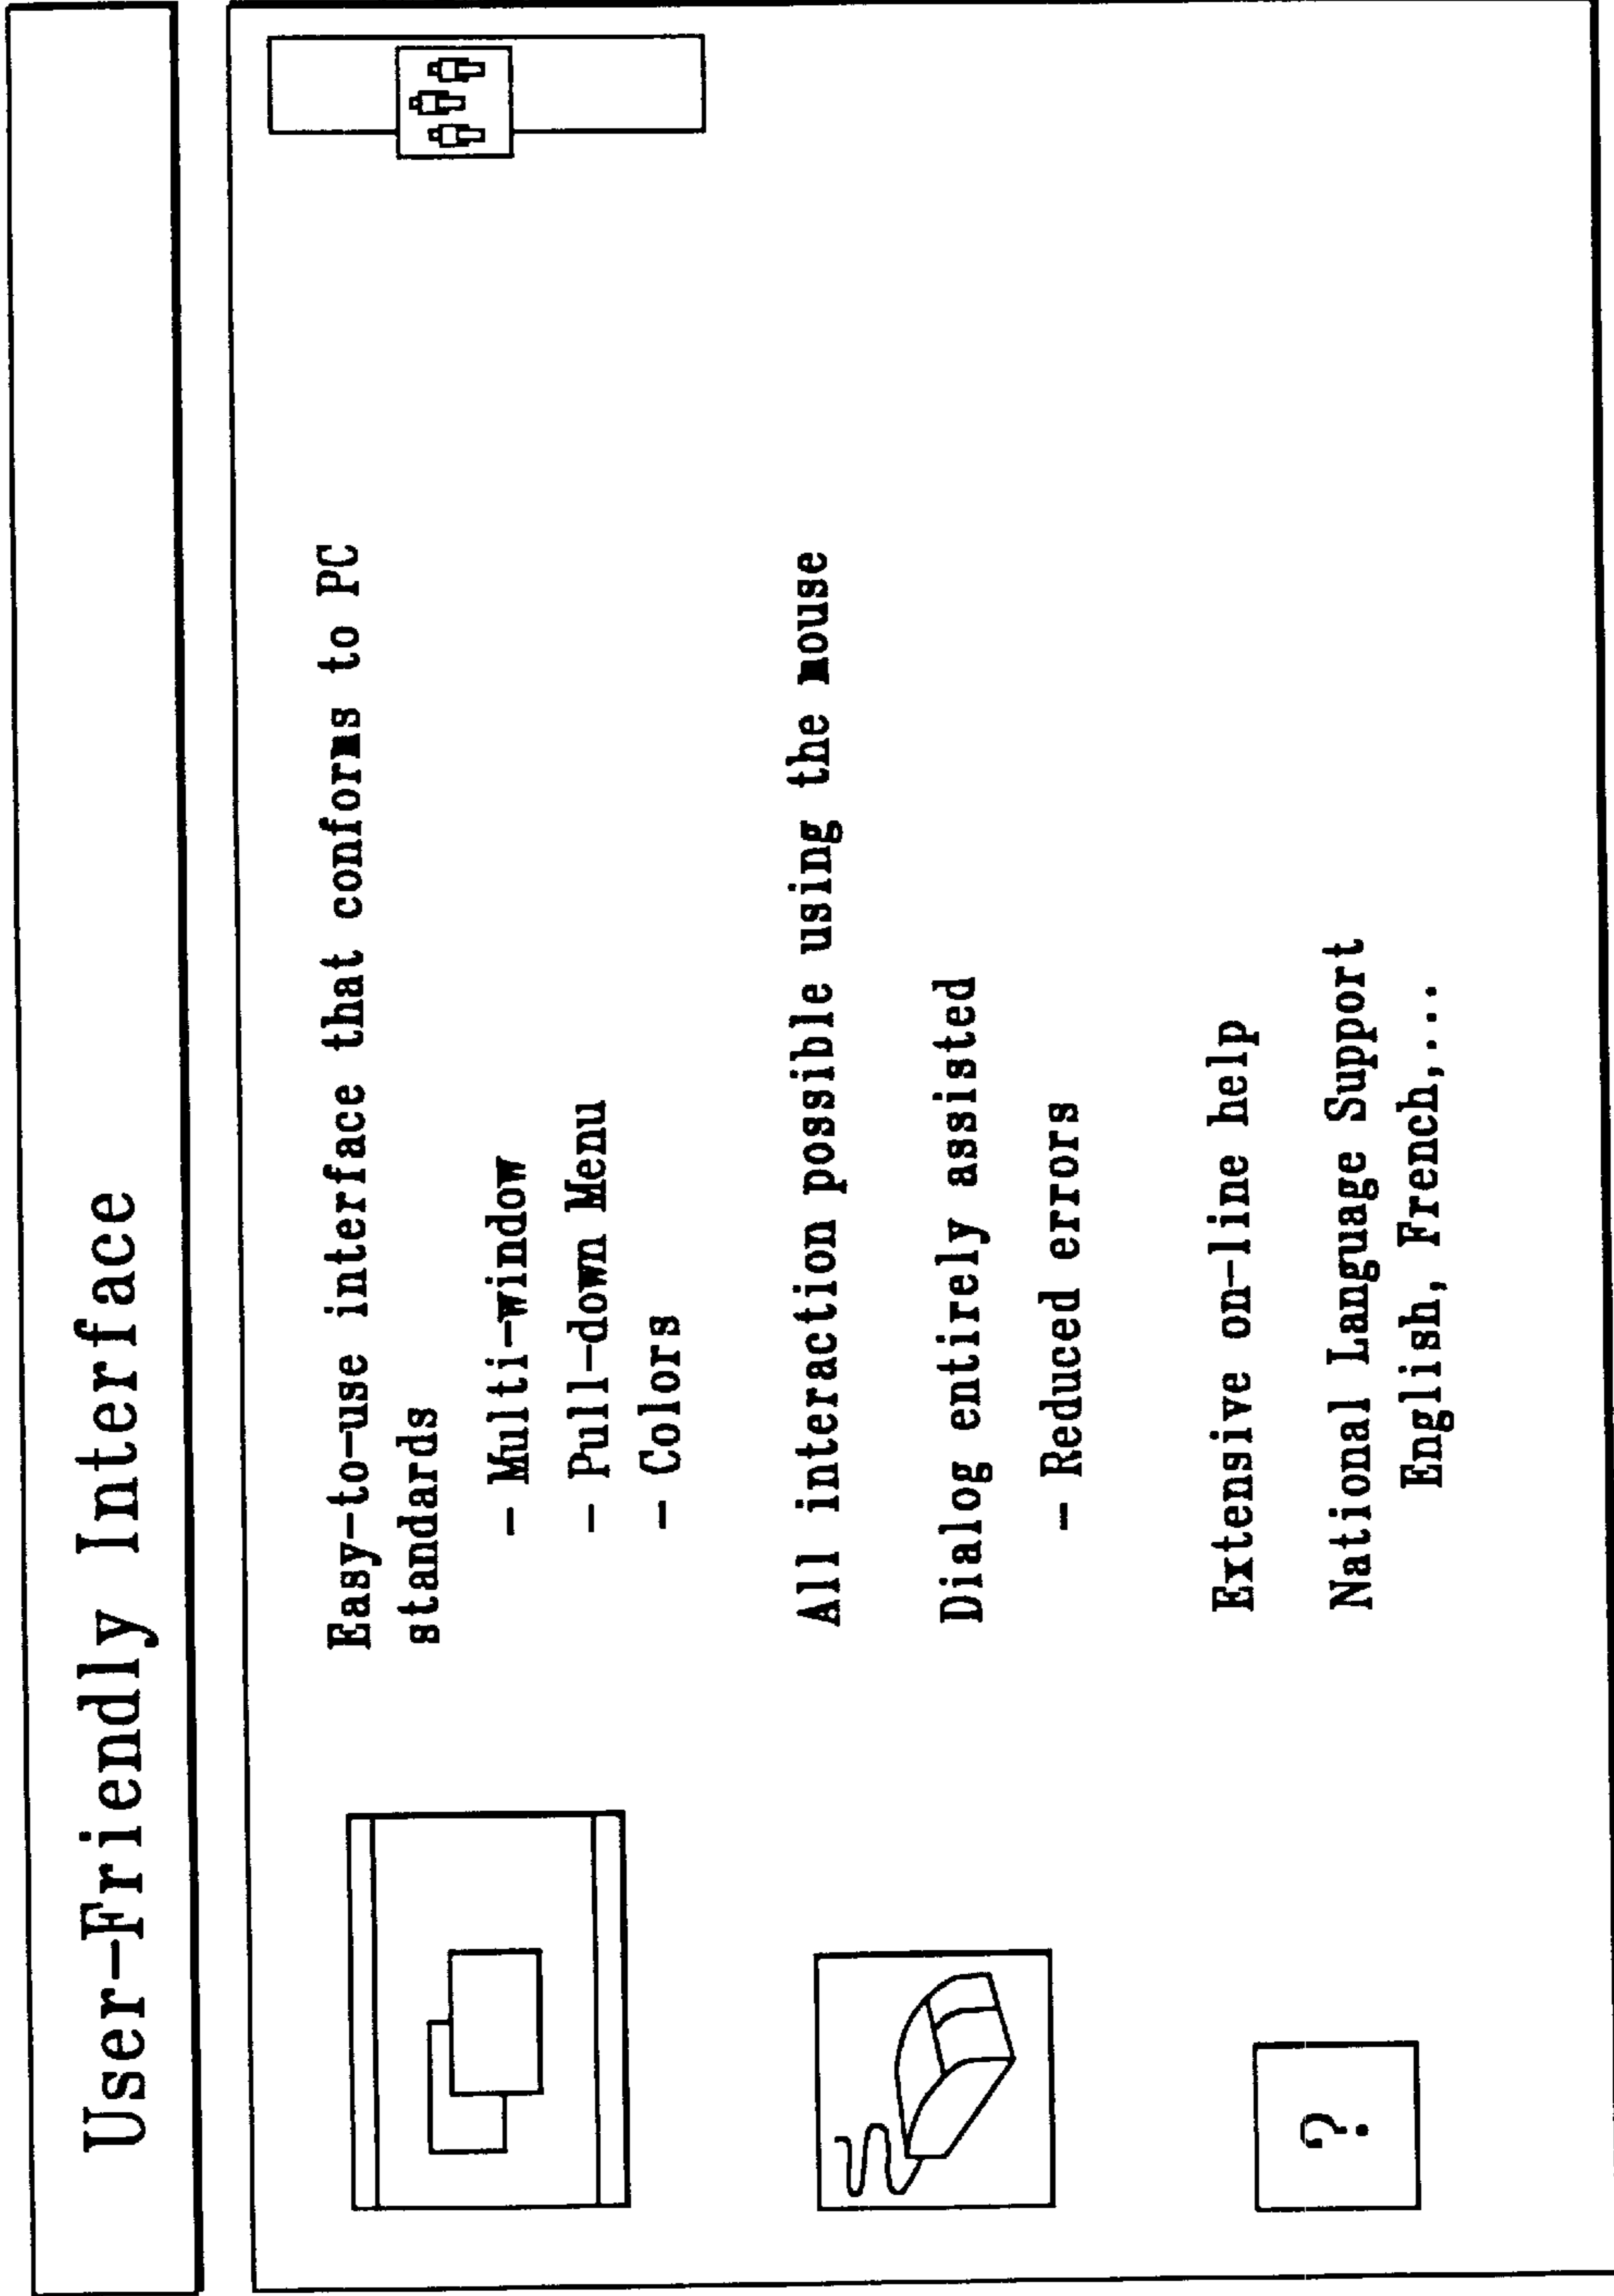 User-Friendly Interface
Easy-to-use interface that conforms to PC
standards
- Multi-window
- Pull-down Menu
- Colors
All interaction possible using the mouse
Dialog entirely assisted
- Reduced errors
Extensive on-line help
National Language Support
English, French,....
?